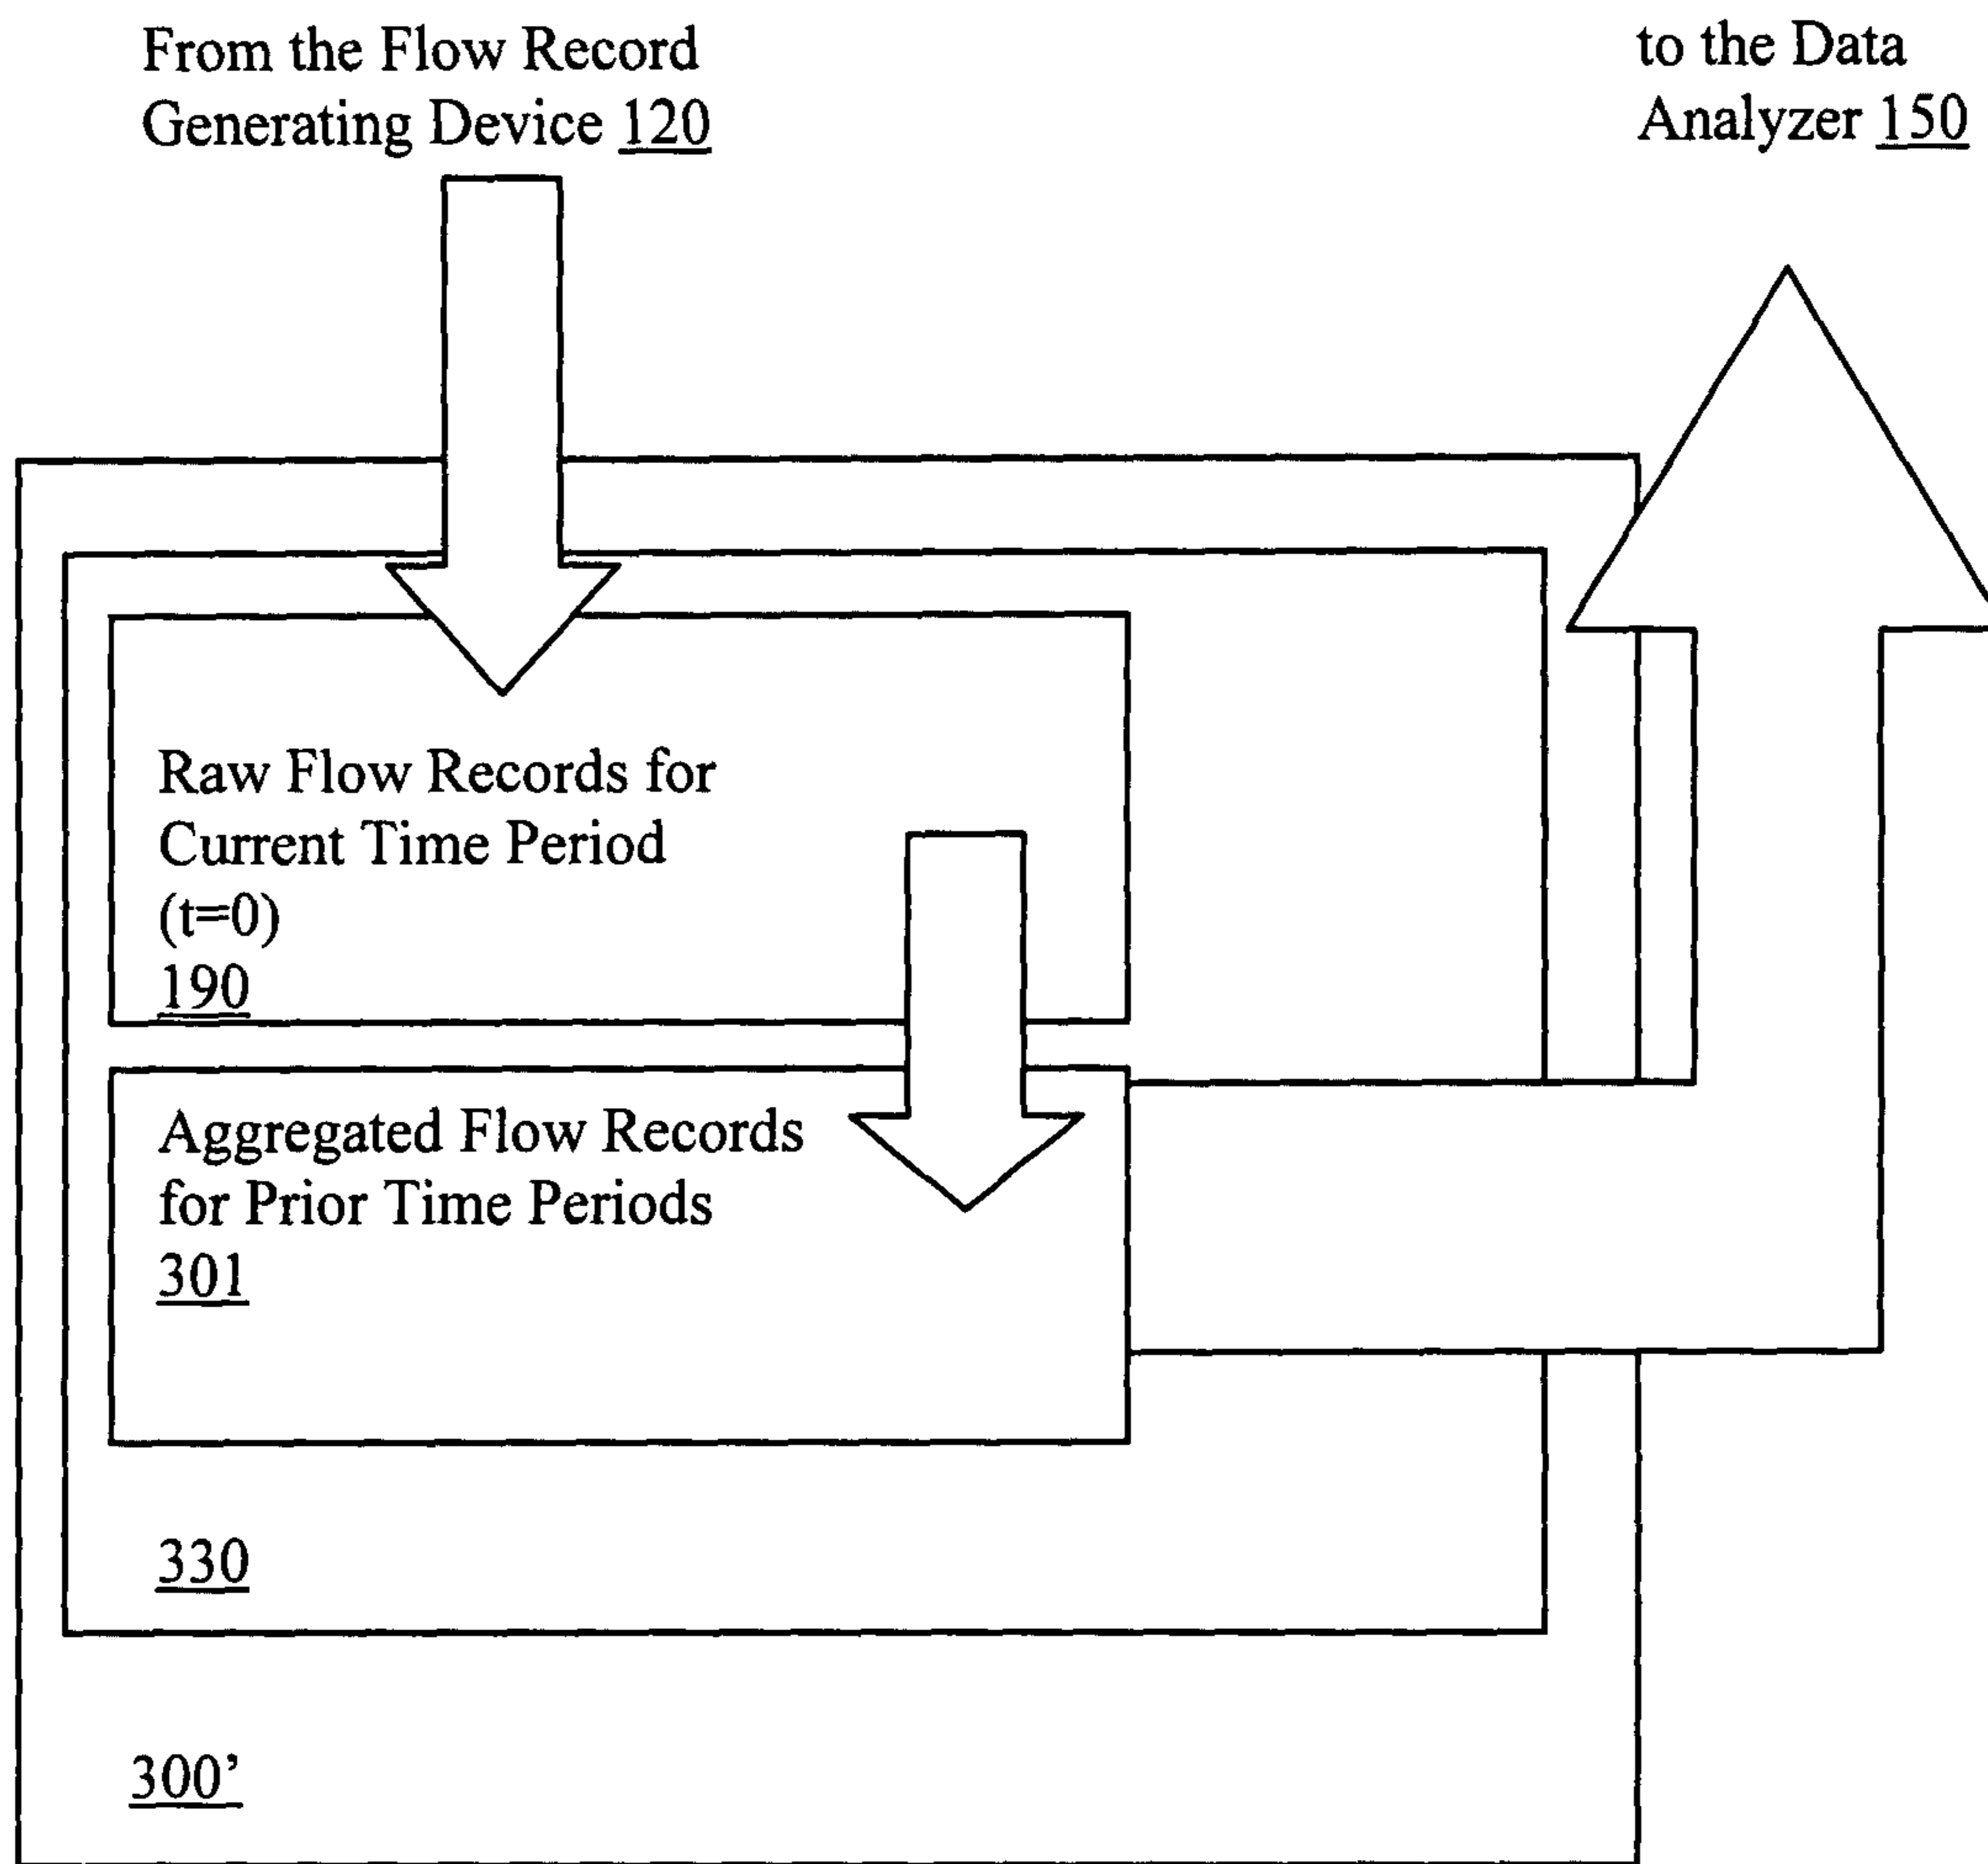 From the Flow Record
Generating Device 120
to the Data
Analyzer 150
Raw Flow Records for
Current Time Period
(t=0)
190
Aggregated Flow Records
for Prior Time Periods
301
330
300’